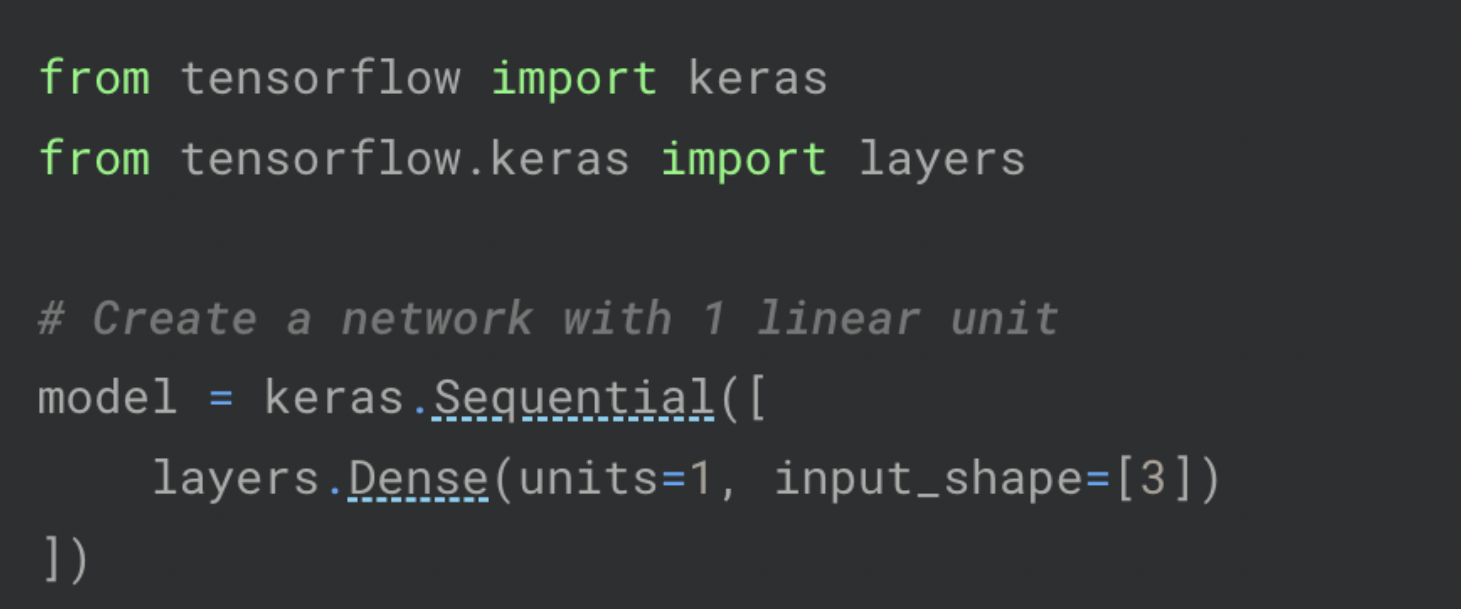 from tensorflow import keras
from tensorflow.keras import layers
# Create a network with 1 linear unit
model = keras.Sequential([
    layers.Dense(units=1, input_shape=[3])
])